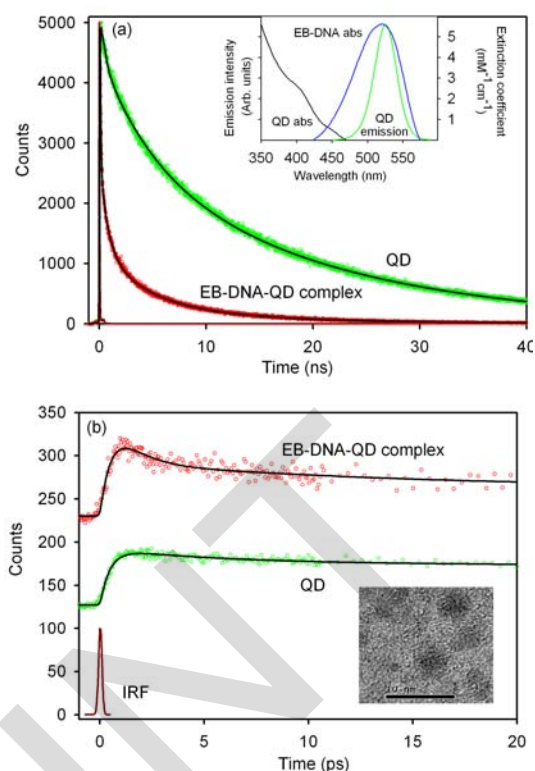 (a)
5000
4000
3000
2000
1000
0
Counts
0
10
20
30
40
Time (ns)
QD
EB-DNA-QD complex
Emission intensity
(Arb. units)
EB-DNA abs
QD abs
QD
emission
350
400
450
500
550
Wavelength (nm)
5
4
3
2
1
Extinction coefficient
(mM⁻¹cm⁻¹)
(b)
350
300
250
200
150
100
50
0
Counts
EB-DNA-QD complex
QD
IRF
0
5
10
15
20
Time (ps)